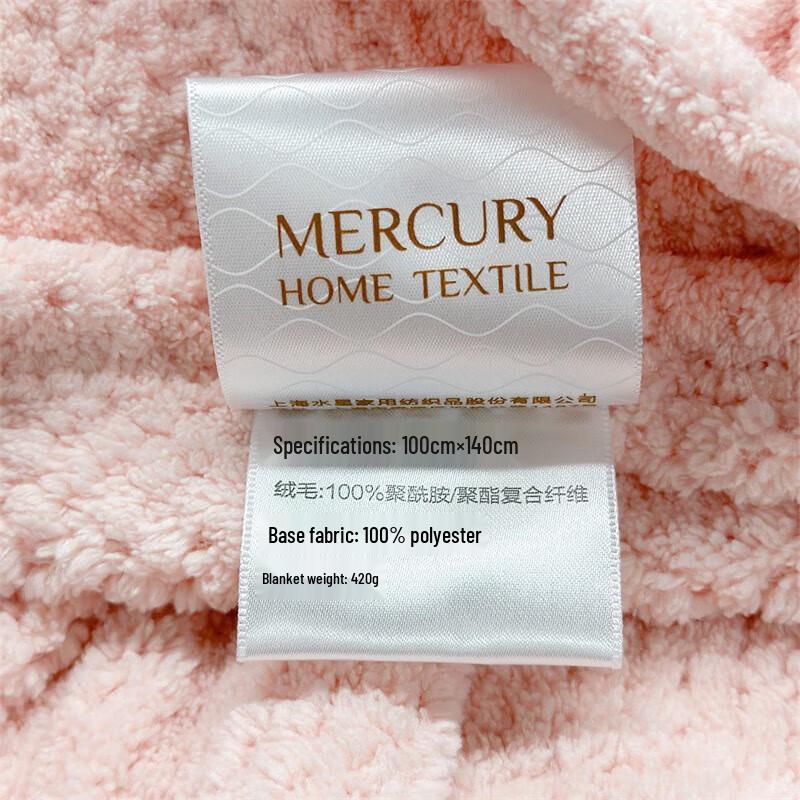 MERCURY
HOME TEXTILE
上海水星家用纺织品股份有限公司
Specifications: 100cm×140cm
绒毛:100%聚酰胺/聚酯复合纤维
Base fabric: 100% polyester
Blanket weight: 420g